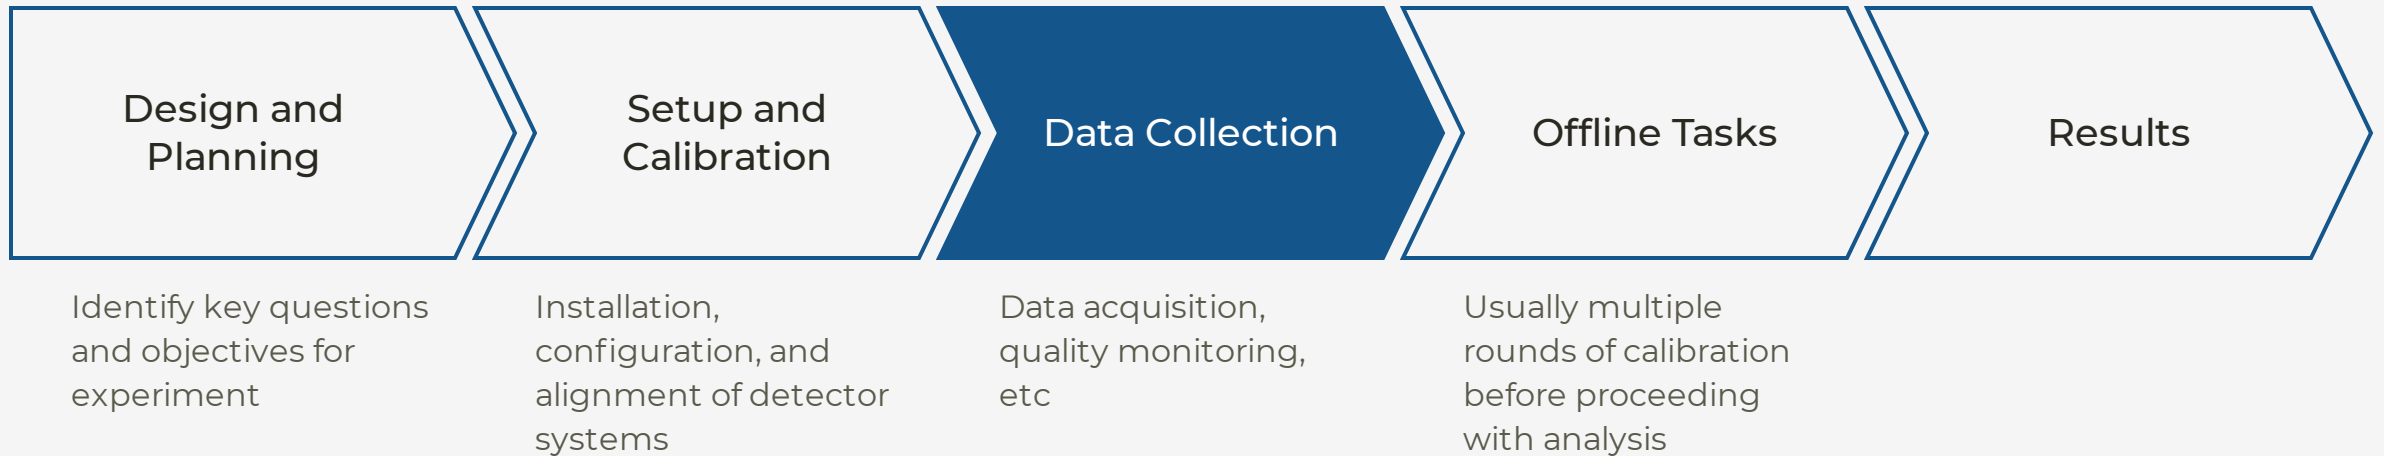 Design and
Planning
Setup and
Calibration
Data Collection
Offline Tasks
Results
Identify key questions
and objectives for
experiment
Installation,
configuration, and
alignment of detector
systems
Data acquisition,
quality monitoring,
etc
Usually multiple
rounds of calibration
before proceeding
with analysis